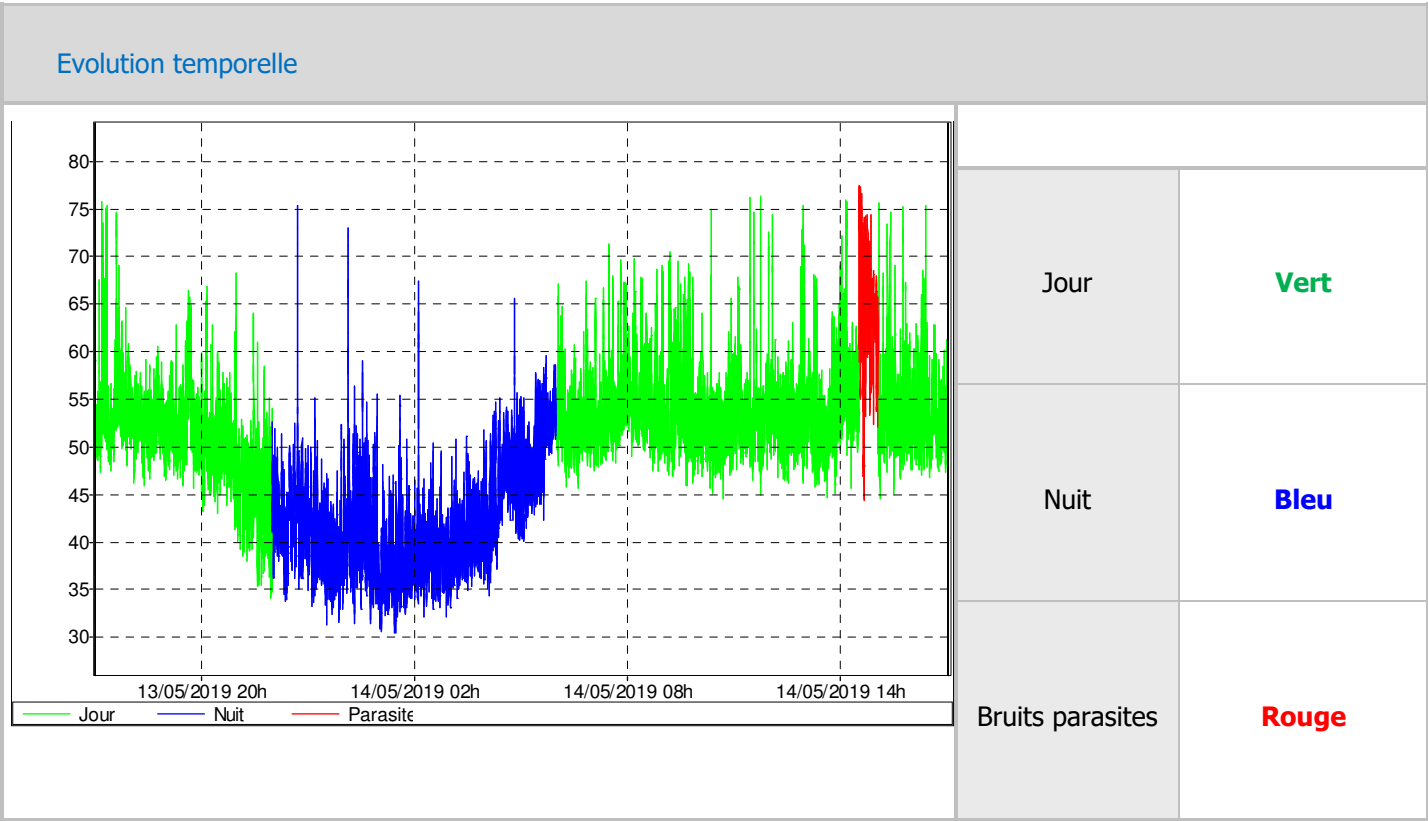 Evolution temporelle
80
75
70
65
60
55
50
45
40
35
30
13/05/2019 20h
14/05/2019 02h
14/05/2019 08h
14/05/2019 14h
Jour
Nuit
Parasite
Jour
Vert
Nuit
Bleu
Bruits parasites
Rouge